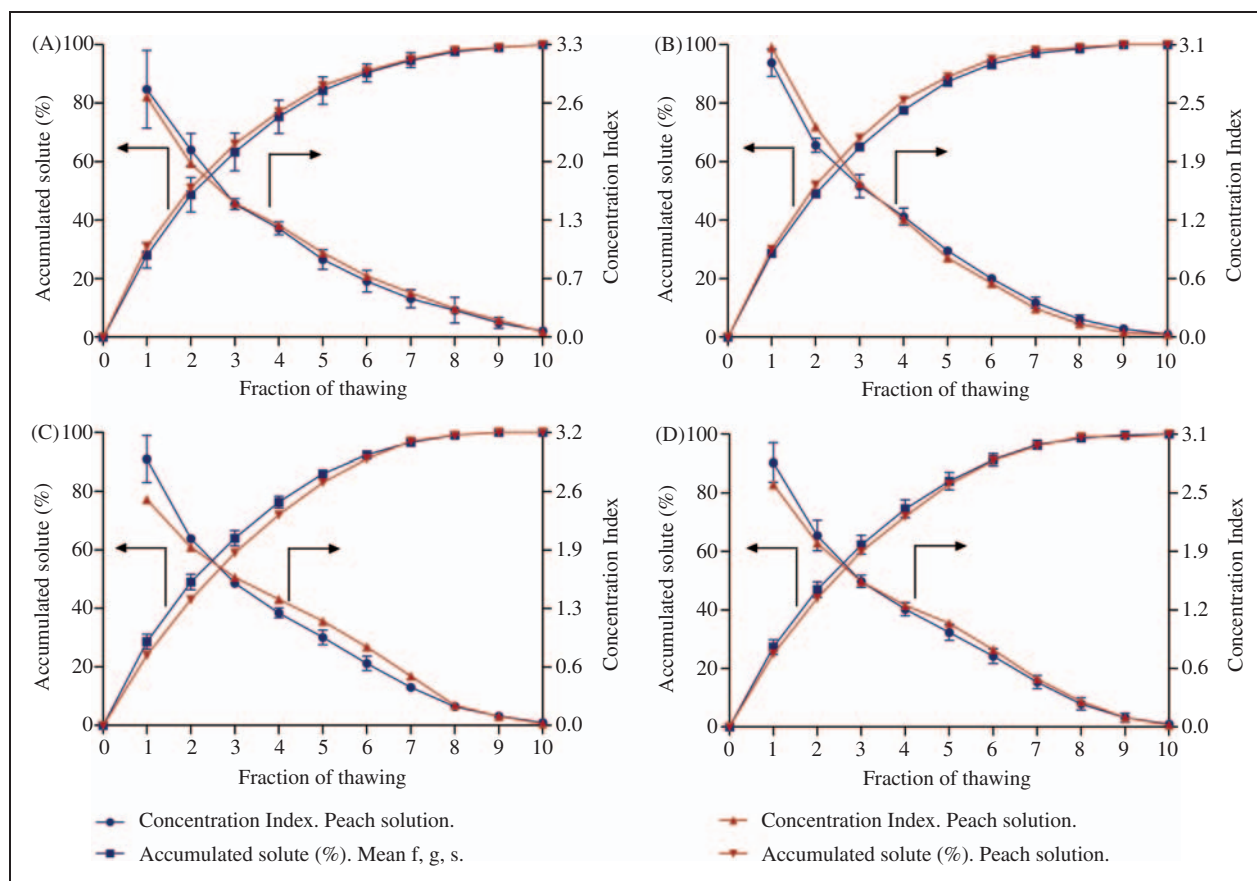 (A)
100
80
60
40
20
0
Accumulated solute (%)
3.3
2.6
2.0
1.3
0.7
0.0
Concentration Index
0 1 2 3 4 5 6 7 8 9 10
Fraction of thawing
(B)
100
80
60
40
20
0
Accumulated solute (%)
3.1
2.5
1.9
1.2
0.6
0.0
Concentration Index
0 1 2 3 4 5 6 7 8 9 10
Fraction of thawing
(C)
100
80
60
40
20
0
Accumulated solute (%)
3.2
2.6
1.9
1.3
0.6
0.0
Concentration Index
0 1 2 3 4 5 6 7 8 9 10
Fraction of thawing
(D)
100
80
60
40
20
0
Accumulated solute (%)
3.1
2.5
1.9
1.2
0.6
0.0
Concentration Index
0 1 2 3 4 5 6 7 8 9 10
Fraction of thawing
Concentration Index. Peach solution.
Accumulated solute (%). Mean f, g, s.
Concentration Index. Peach solution.
Accumulated solute (%). Peach solution.